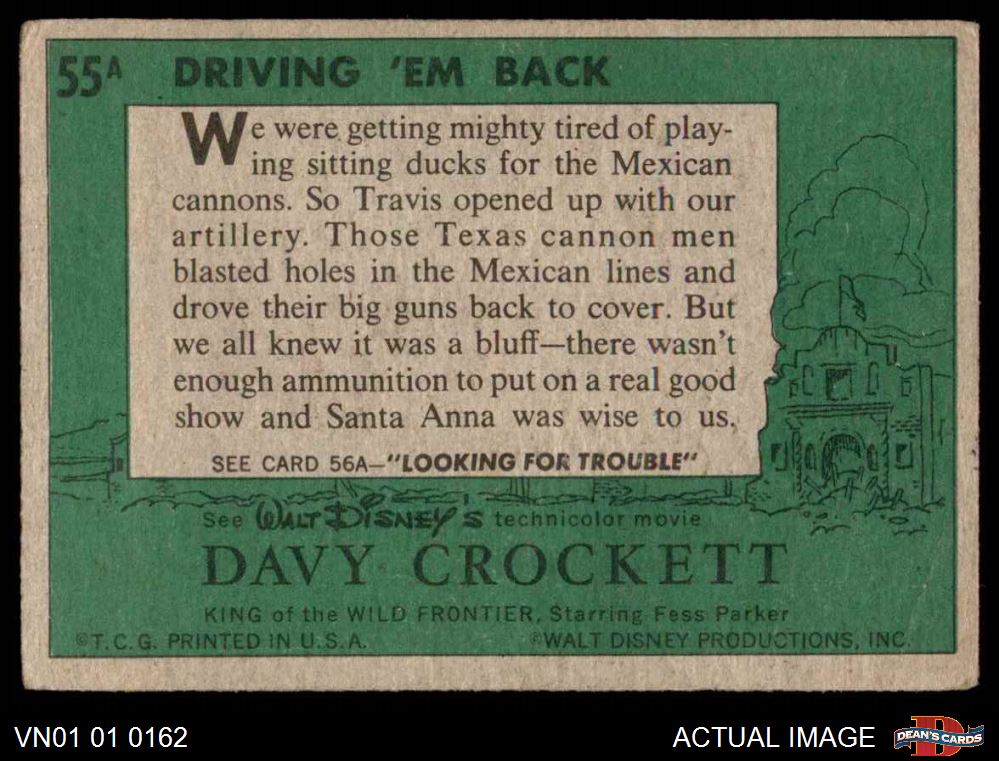 55A DRIVING 'EM BACK
We were getting mighty tired of play-
ing sitting ducks for the Mexican
cannons. So Travis opened up with our
artillery. Those Texas cannon men
blasted holes in the Mexican lines and
drove their big guns back to cover. But
we all knew it was a bluff—there wasn't
enough ammunition to put on a real good
show and Santa Anna was wise to us.
SEE CARD 56A—"LOOKING FOR TROUBLE"
See WALT DISNEY'S technicolor movie
DAVY CROCKETT
KING of the WILD FRONTIER, Starring Fess Parker
©T.C.G. PRINTED IN U.S.A. ©WALT DISNEY PRODUCTIONS, INC.
VN01 01 0162 ACTUAL IMAGE DEAN'S CARDS